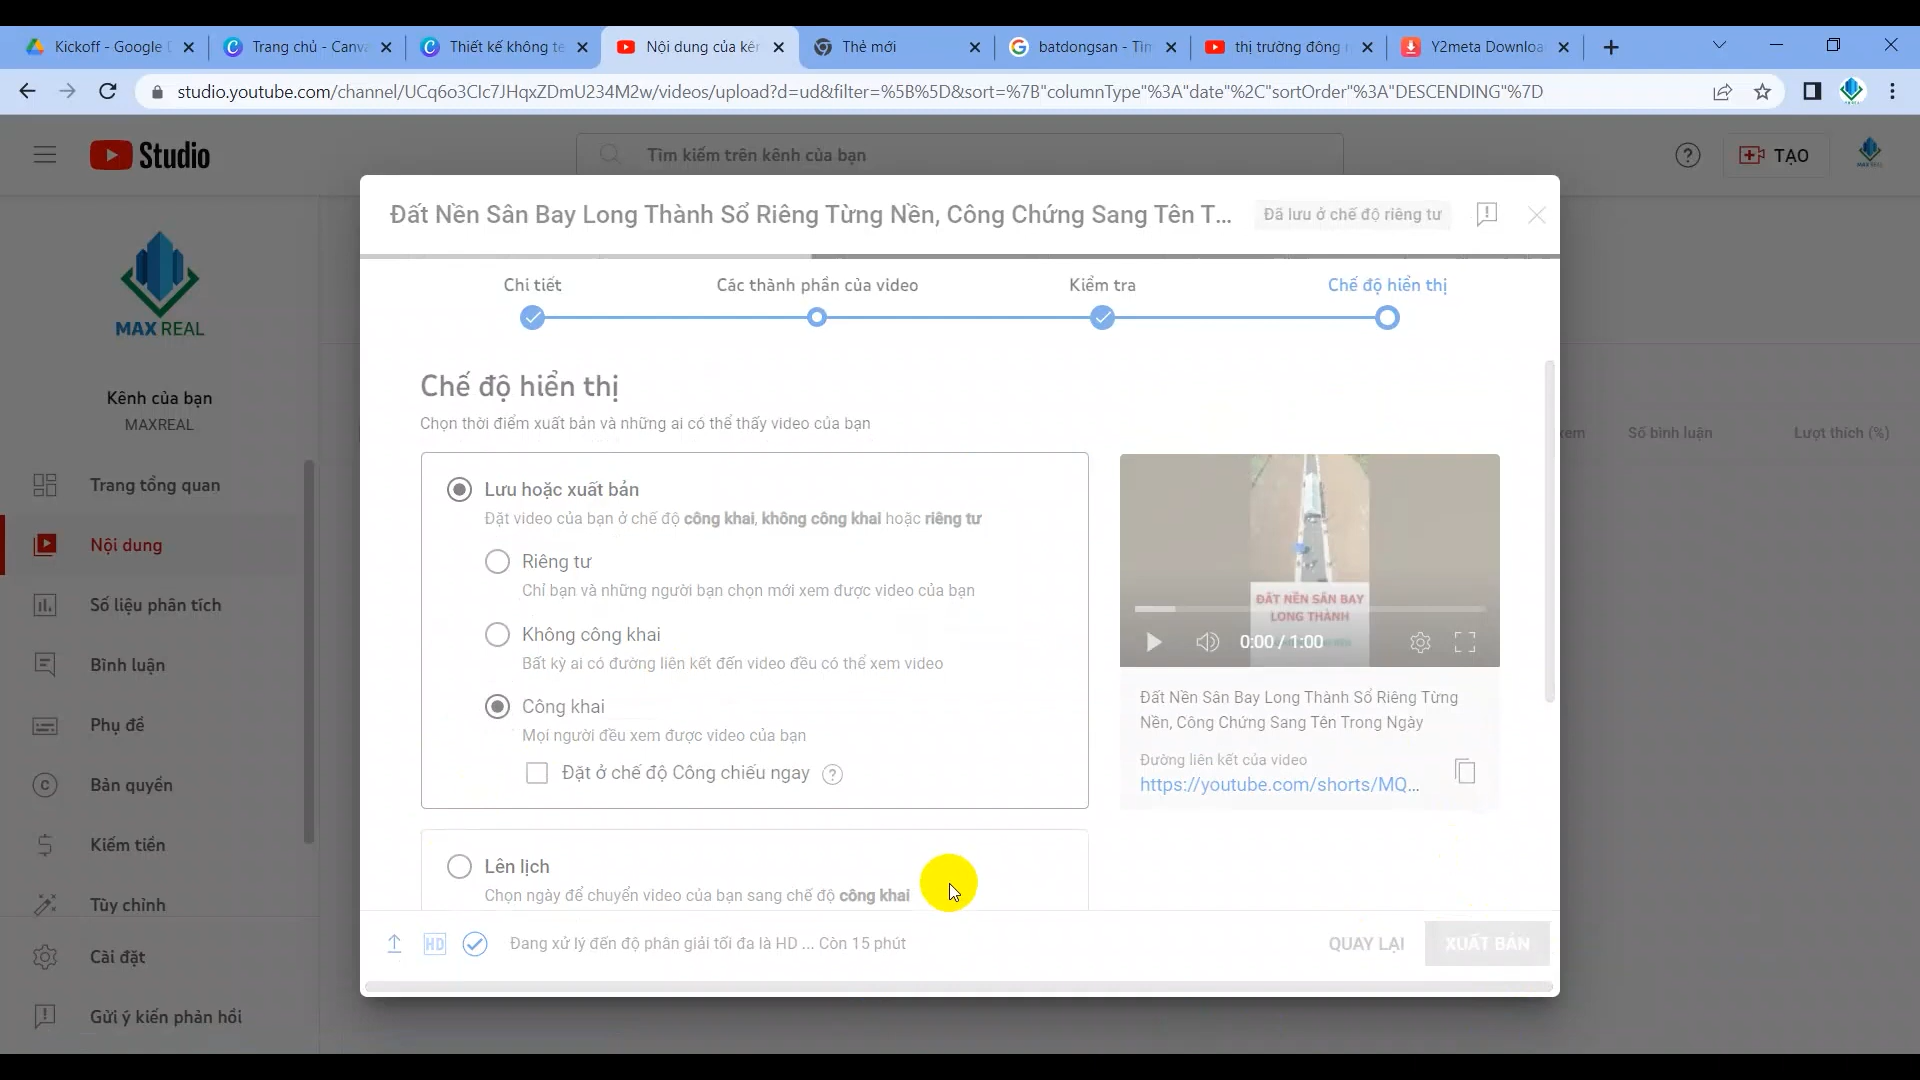 Kickoff - Google
Trang chủ - Canva
Thiết kế không tê
Nội dung của kên
Thẻ mới
batdongsan - Tìm
thị trường đông
Y2meta Downloa
studio.youtube.com/channel/UCq6o3CIc7JHqxZDmU234M2w/videos/upload?d=ud&filter=%5B%5D&sort=%7B"columnType"%3A"date"%2C"sortOrder"%3A"DESCENDING"%7D
Studio
Tìm kiếm trên kênh của bạn
TẠO
MAX REAL
Kênh của bạn
MAXREAL
Trang tổng quan
Nội dung
Số liệu phân tích
Bình luận
Phụ đề
Bản quyền
Kiếm tiền
Tùy chỉnh
Cài đặt
Gửi ý kiến phản hồi
xem
Số bình luận
Lượt thích (%)
Đất Nền Sân Bay Long Thành Sổ Riêng Từng Nền, Công Chứng Sang Tên T...
Đã lưu ở chế độ riêng tư
Chi tiết
Các thành phần của video
Kiểm tra
Chế độ hiển thị
Chế độ hiển thị
Chọn thời điểm xuất bản và những ai có thể thấy video của bạn
Lưu hoặc xuất bản
Đặt video của bạn ở chế độ công khai, không công khai hoặc riêng tư
Riêng tư
Chỉ bạn và những người bạn chọn mới xem được video của bạn
Không công khai
Bất kỳ ai có đường liên kết đến video đều có thể xem video
Công khai
Mọi người đều xem được video của bạn
Đặt ở chế độ Công chiếu ngay
Lên lịch
Chọn ngày để chuyển video của bạn sang chế độ công khai
ĐẤT NỀN SÂN BAY
LONG THÀNH
0:00 / 1:00
Đất Nền Sân Bay Long Thành Sổ Riêng Từng
Nền, Công Chứng Sang Tên Trong Ngày
Đường liên kết của video
https://youtube.com/shorts/MQ...
HD
Đang xử lý đến độ phân giải tối đa là HD ... Còn 15 phút
QUAY LẠI
XUẤT BẢN